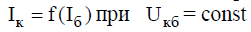 Iк = f(Iб) при Uкб = const